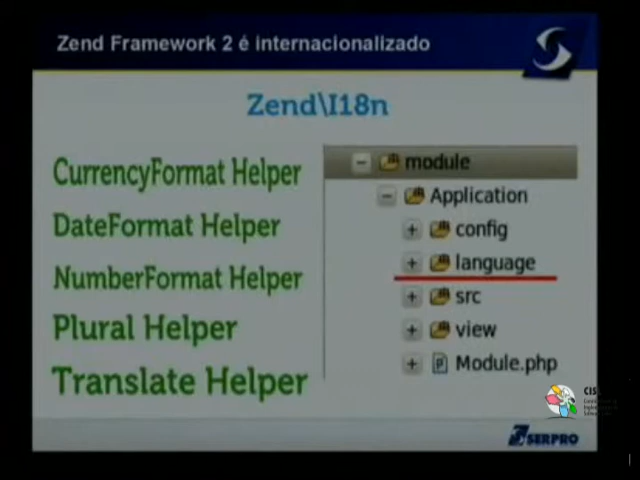 Zend Framework 2 é internacionalizado
Zend\I18n
CurrencyFormat Helper
DateFormat Helper
NumberFormat Helper
Plural Helper
Translate Helper
module
Application
config
language
src
view
Module.php
SERPRO